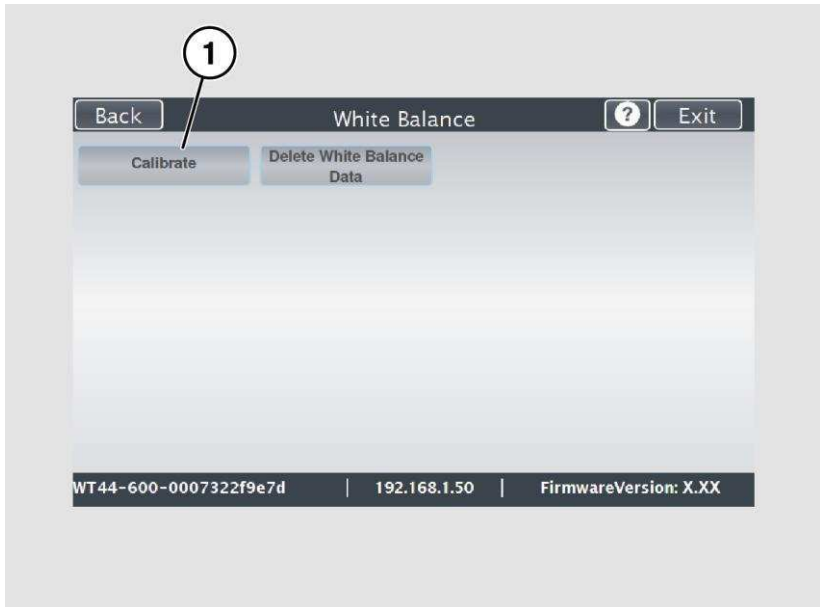 1
Back White Balance ? Exit
Calibrate Delete White Balance
Data
WT44-600-0007322f9e7d | 192.168.1.50 | FirmwareVersion: X.XX